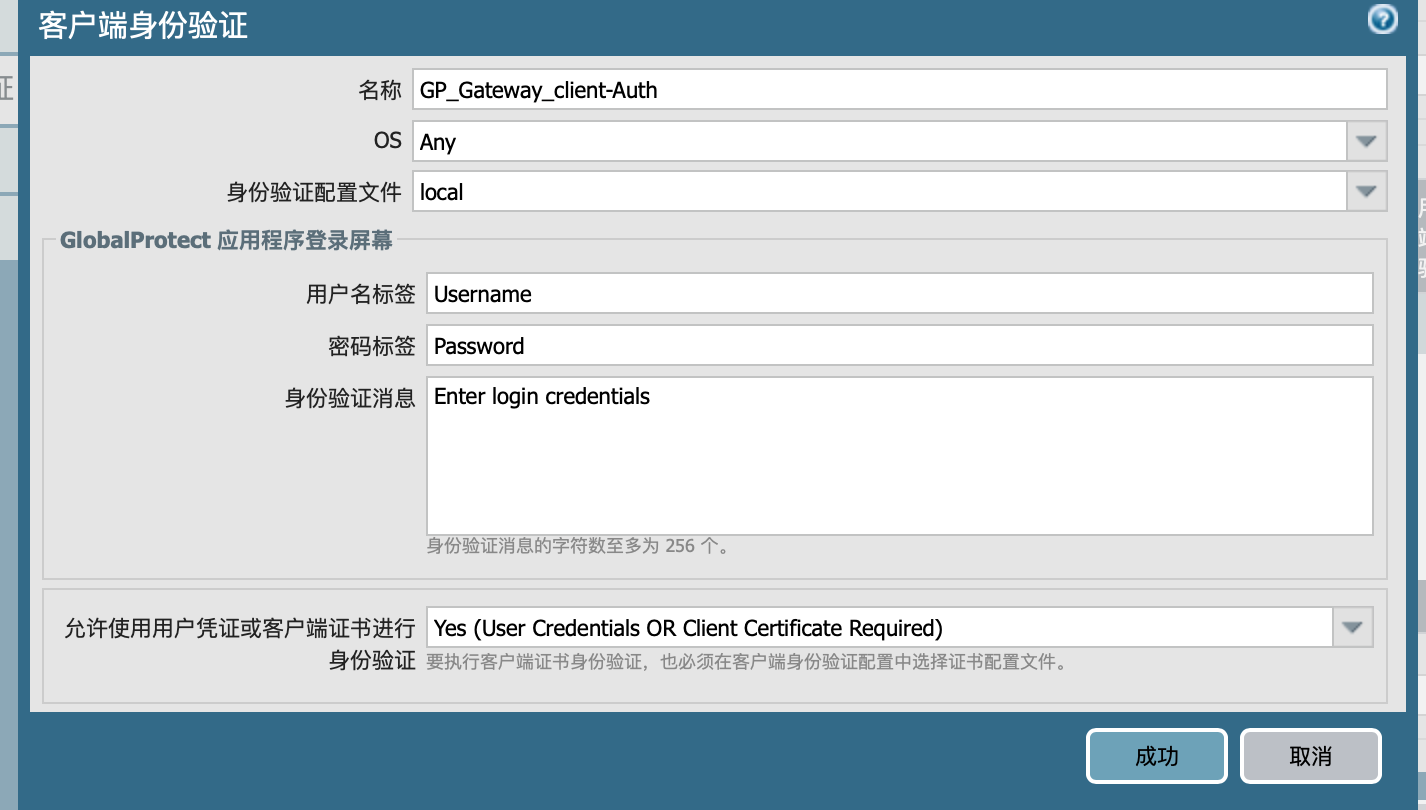 客户端身份验证
证
名称 GP_Gateway_client-Auth
OS Any
身份验证配置文件 local
GlobalProtect 应用程序登录屏幕
用户名标签 Username
密码标签 Password
身份验证消息 Enter login credentials
身份验证消息的字符数至多为 256 个。
允许使用用户凭证或客户端证书进行
身份验证
Yes (User Credentials OR Client Certificate Required)
要执行客户端证书身份验证，也必须在客户端身份验证配置中选择证书配置文件。
成功 取消